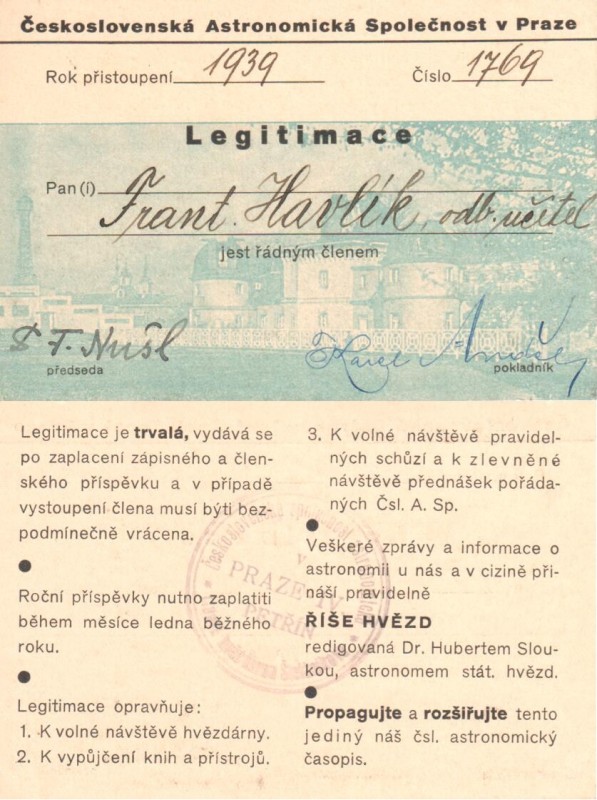 Československá Astronomická Společnost v Praze
Rok přistoupení 1939 Číslo 1769
Legitimace
Pan(í)
Frant. Havlík, odb. učitel
jest řádným členem
F. Nušl
předseda
Karel
pokladník
Legitimace je trvalá, vydává se
po zaplacení zápisného a člen-
ského příspěvku a v případě
vystoupení člena musí býti bez-
podmínečně vrácena.
Roční příspěvky nutno zaplatiti
během měsíce ledna běžného
roku.
Legitimace opravňuje:
1. K volné návštěvě hvězdárny.
2. K vypůjčení knih a přístrojů.
3. K volné návštěvě pravidel-
ných schůzí a k zlevněné
návštěvě přednášek pořáda-
ných Čsl. A. Sp.
Veškeré zprávy a informace o
astronomii u nás a v cizině při-
náší pravidelně
ŘÍŠE HVĚZD
redigovaná Dr. Hubertem Slou-
kou, astronomem stát. hvězd.
Propagujte a rozšiřujte tento
jediný náš čsl. astronomický
časopis.
v
PRAZE IV
PETŘÍN